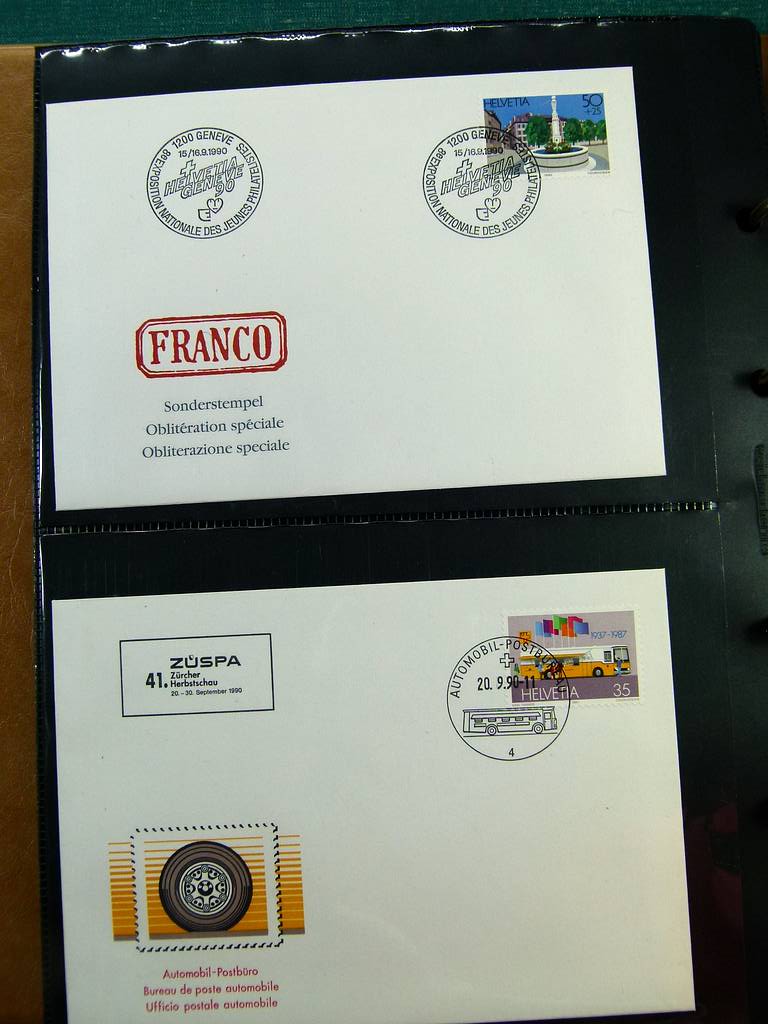 HELVETIA 50
+25
1200 GENEVE
15/16.9.1990
HELVETIA
GENEVE
90
8e EXPOSITION NATIONALE DES JEUNES PHILATELISTES
1200 GENEVE
15/16.9.1990
HELVETIA
GENEVE
90
8e EXPOSITION NATIONALE DES JEUNES PHILATELISTES
FRANCO
Sonderstempel
Oblitération spéciale
Obliterazione speciale
ZÜSPA
41. Zürcher
Herbstschau
20. – 30. September 1990
1937-1987
HELVETIA 35
AUTOMOBIL-POSTBUREAU
20. 9.90-11
4
Automobil-Postbüro
Bureau de poste automobile
Ufficio postale automobile